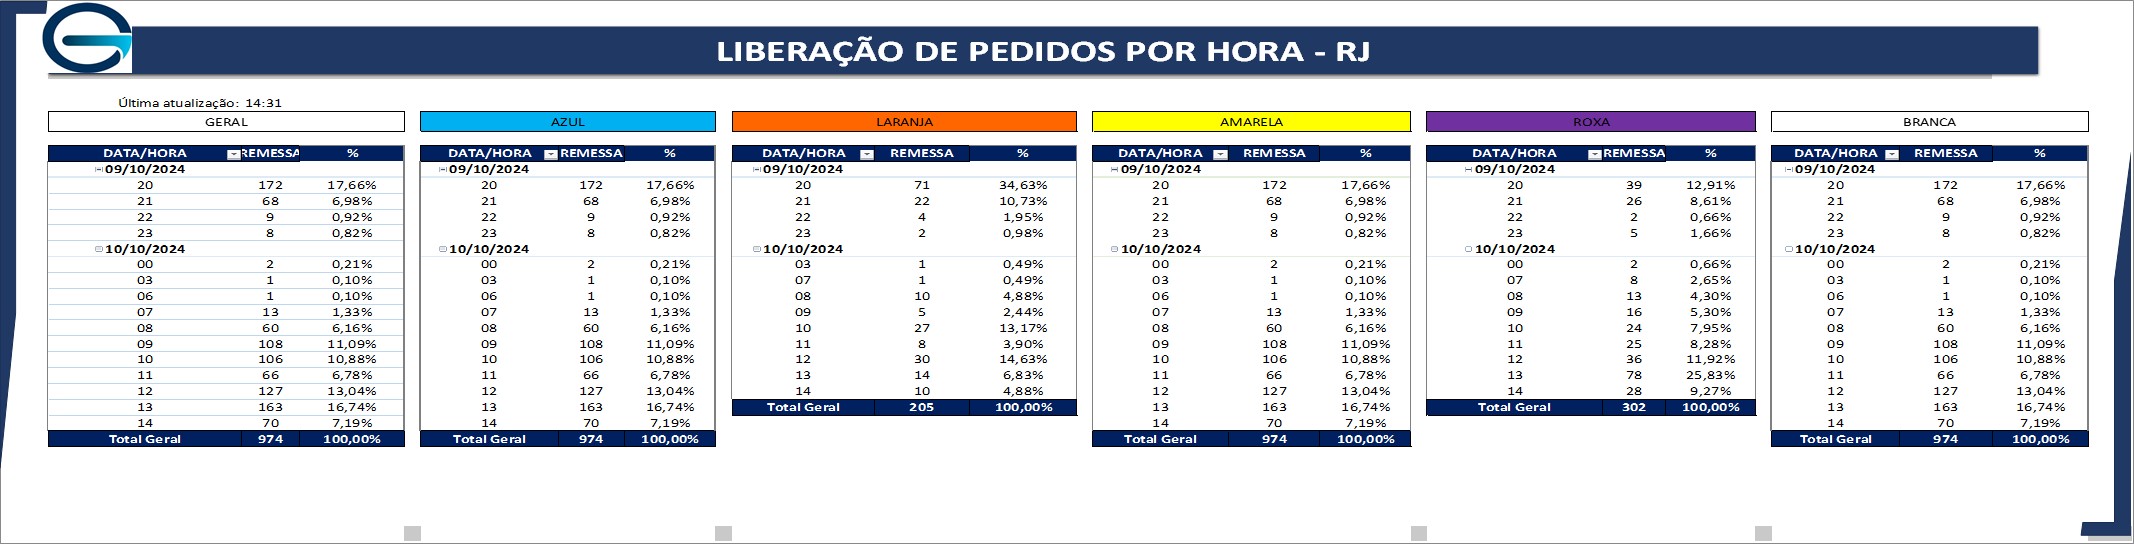 LIBERAÇÃO DE PEDIDOS POR HORA - RJ
Última atualização: 14:31
GERAL AZUL LARANJA AMARELA ROXA BRANCA
DATA/HORA REMESSA % DATA/HORA REMESSA % DATA/HORA REMESSA % DATA/HORA REMESSA % DATA/HORA REMESSA % DATA/HORA REMESSA %
09/10/2024 09/10/2024 09/10/2024 09/10/2024 09/10/2024 09/10/2024
20 172 17,66% 20 172 17,66% 20 71 34,63% 20 172 17,66% 20 39 12,91% 20 172 17,66%
21 68 6,98% 21 68 6,98% 21 22 10,73% 21 68 6,98% 21 26 8,61% 21 68 6,98%
22 9 0,92% 22 9 0,92% 22 4 1,95% 22 9 0,92% 22 2 0,66% 22 9 0,92%
23 8 0,82% 23 8 0,82% 23 2 0,98% 23 8 0,82% 23 5 1,66% 23 8 0,82%
10/10/2024 10/10/2024 10/10/2024 10/10/2024 10/10/2024 10/10/2024
00 2 0,21% 00 2 0,21% 03 1 0,49% 00 2 0,21% 00 2 0,66% 00 2 0,21%
03 1 0,10% 03 1 0,10% 07 1 0,49% 03 1 0,10% 07 8 2,65% 03 1 0,10%
06 1 0,10% 06 1 0,10% 08 10 4,88% 06 1 0,10% 08 13 4,30% 06 1 0,10%
07 13 1,33% 07 13 1,33% 09 5 2,44% 07 13 1,33% 09 16 5,30% 07 13 1,33%
08 60 6,16% 08 60 6,16% 10 27 13,17% 08 60 6,16% 10 24 7,95% 08 60 6,16%
09 108 11,09% 09 108 11,09% 11 8 3,90% 09 108 11,09% 11 25 8,28% 09 108 11,09%
10 106 10,88% 10 106 10,88% 12 30 14,63% 10 106 10,88% 12 36 11,92% 10 106 10,88%
11 66 6,78% 11 66 6,78% 13 14 6,83% 11 66 6,78% 13 78 25,83% 11 66 6,78%
12 127 13,04% 12 127 13,04% 14 10 4,88% 12 127 13,04% 14 28 9,27% 12 127 13,04%
13 163 16,74% 13 163 16,74% Total Geral 205 100,00% 13 163 16,74% Total Geral 302 100,00% 13 163 16,74%
14 70 7,19% 14 70 7,19% 14 70 7,19% 14 70 7,19%
Total Geral 974 100,00% Total Geral 974 100,00% Total Geral 974 100,00% Total Geral 974 100,00%